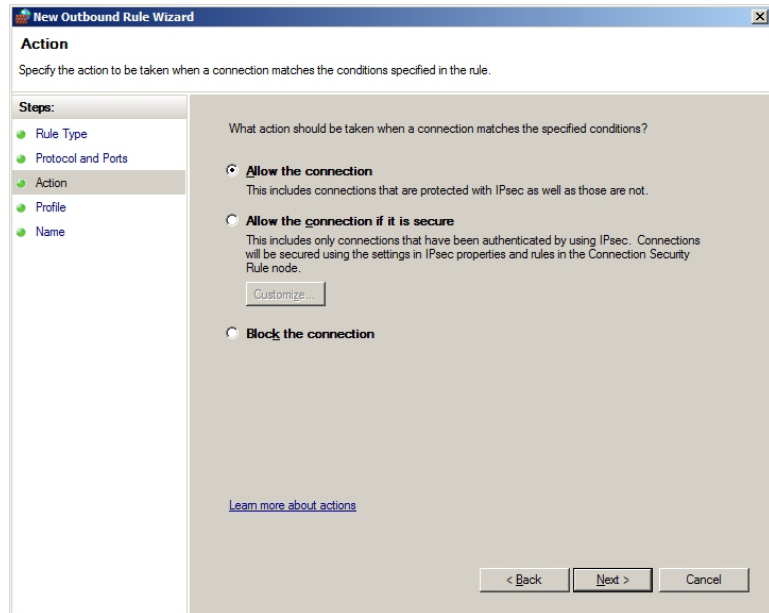 New Outbound Rule Wizard
Action
Specify the action to be taken when a connection matches the conditions specified in the rule.
Steps:
Rule Type
Protocol and Ports
Action
Profile
Name
What action should be taken when a connection matches the specified conditions?
Allow the connection
This includes connections that are protected with IPsec as well as those are not.
Allow the connection if it is secure
This includes only connections that have been authenticated by using IPsec. Connections
will be secured using the settings in IPsec properties and rules in the Connection Security
Rule node.
Customize...
Block the connection
Learn more about actions
< Back
Next >
Cancel